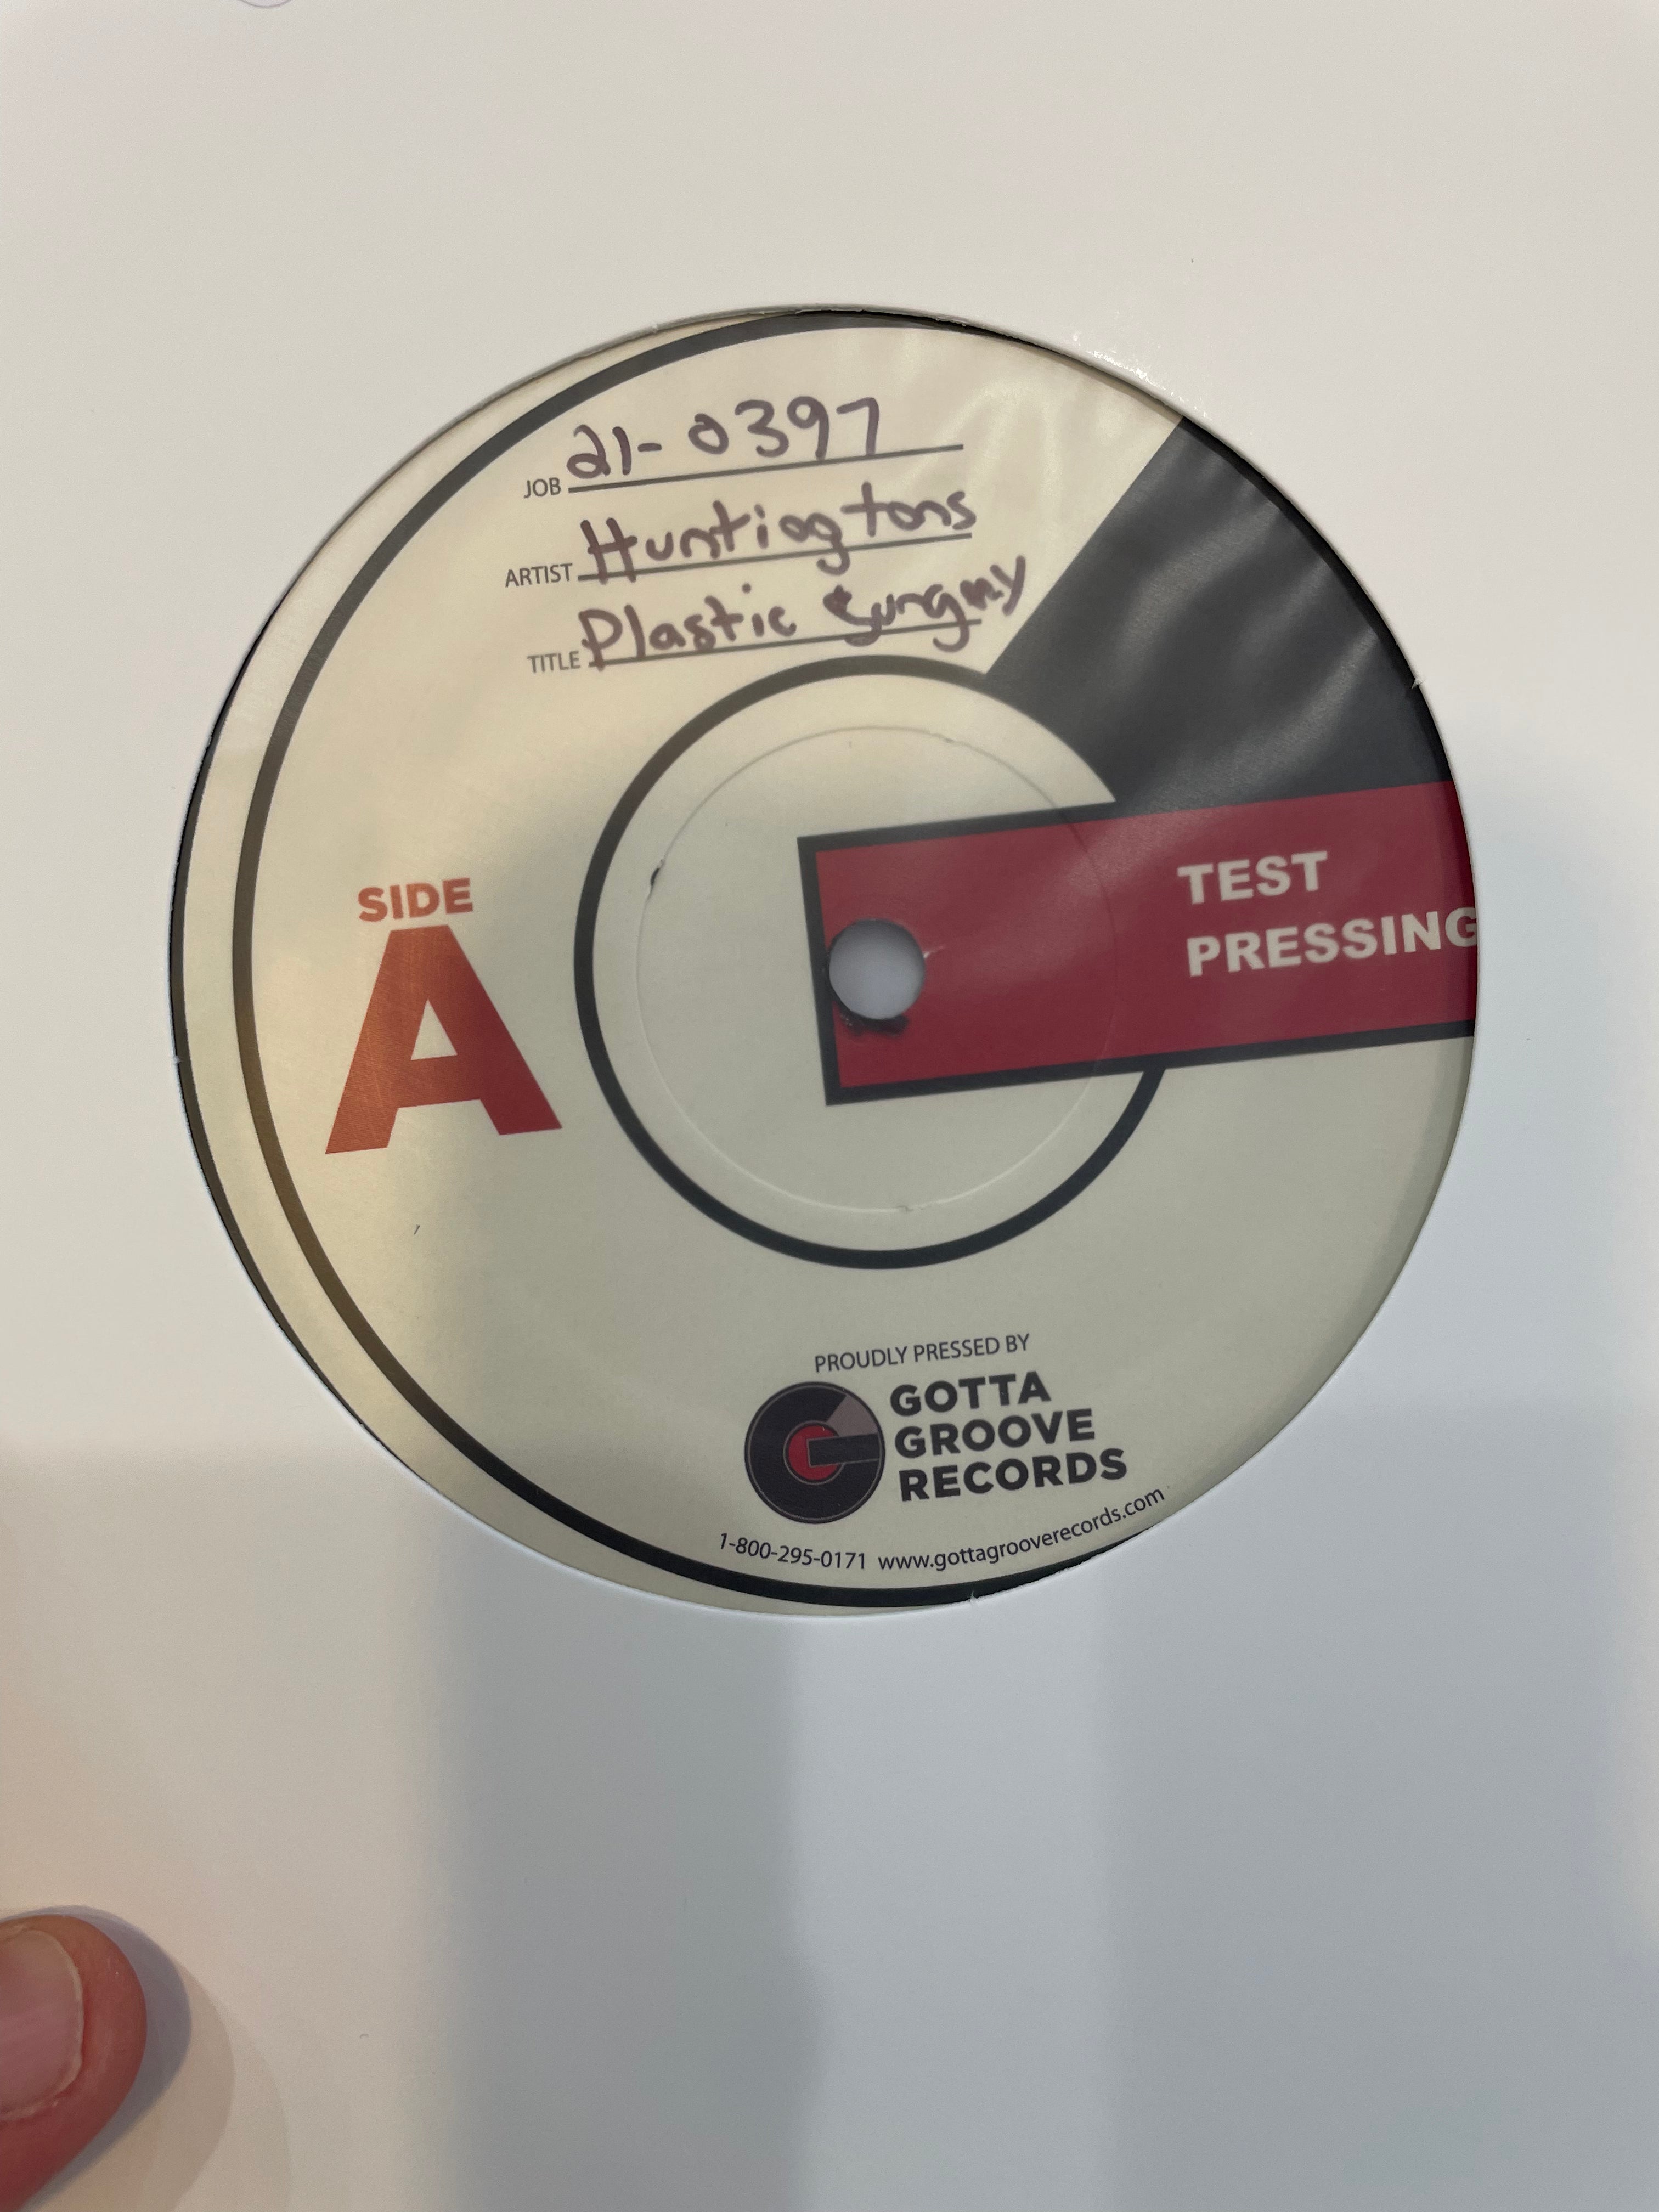 JOB 21-0397
ARTIST Huntingtons
TITLE Plastic Surgery
SIDE
A
TEST
PRESSING
PROUDLY PRESSED BY
GOTTA
GROOVE
RECORDS
1-800-295-0171 www.gottagrooverecords.com